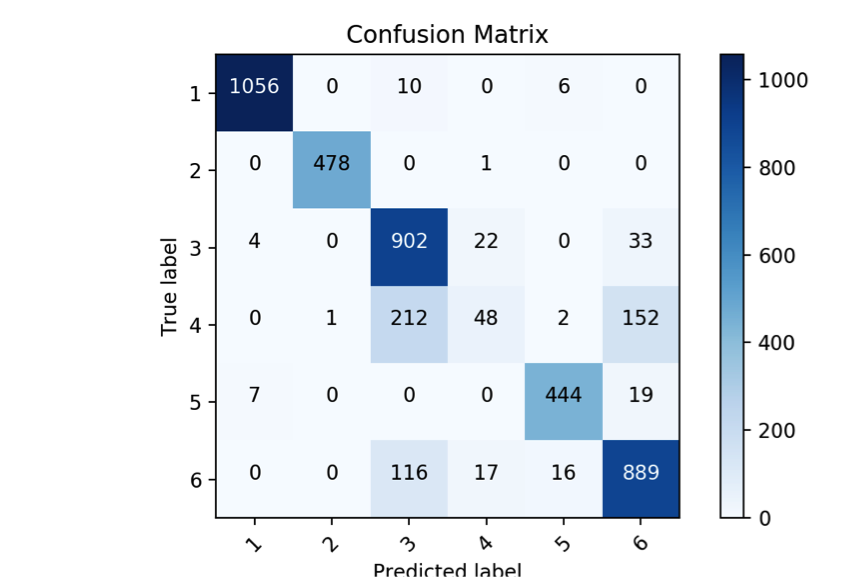 Confusion Matrix
1 1056 0 10 0 6 0
2 0 478 0 1 0 0
3 4 0 902 22 0 33
4 0 1 212 48 2 152
5 7 0 0 0 444 19
6 0 0 116 17 16 889
1 2 3 4 5 6
True label
Predicted label
1000
800
600
400
200
0